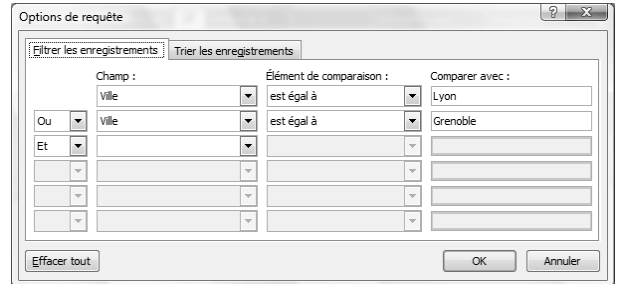 Options de requête
Filtrer les enregistrements Trier les enregistrements
Champ : Élément de comparaison : Comparer avec :
Ville est égal à Lyon
Ou Ville est égal à Grenoble
Et
Effacer tout OK Annuler